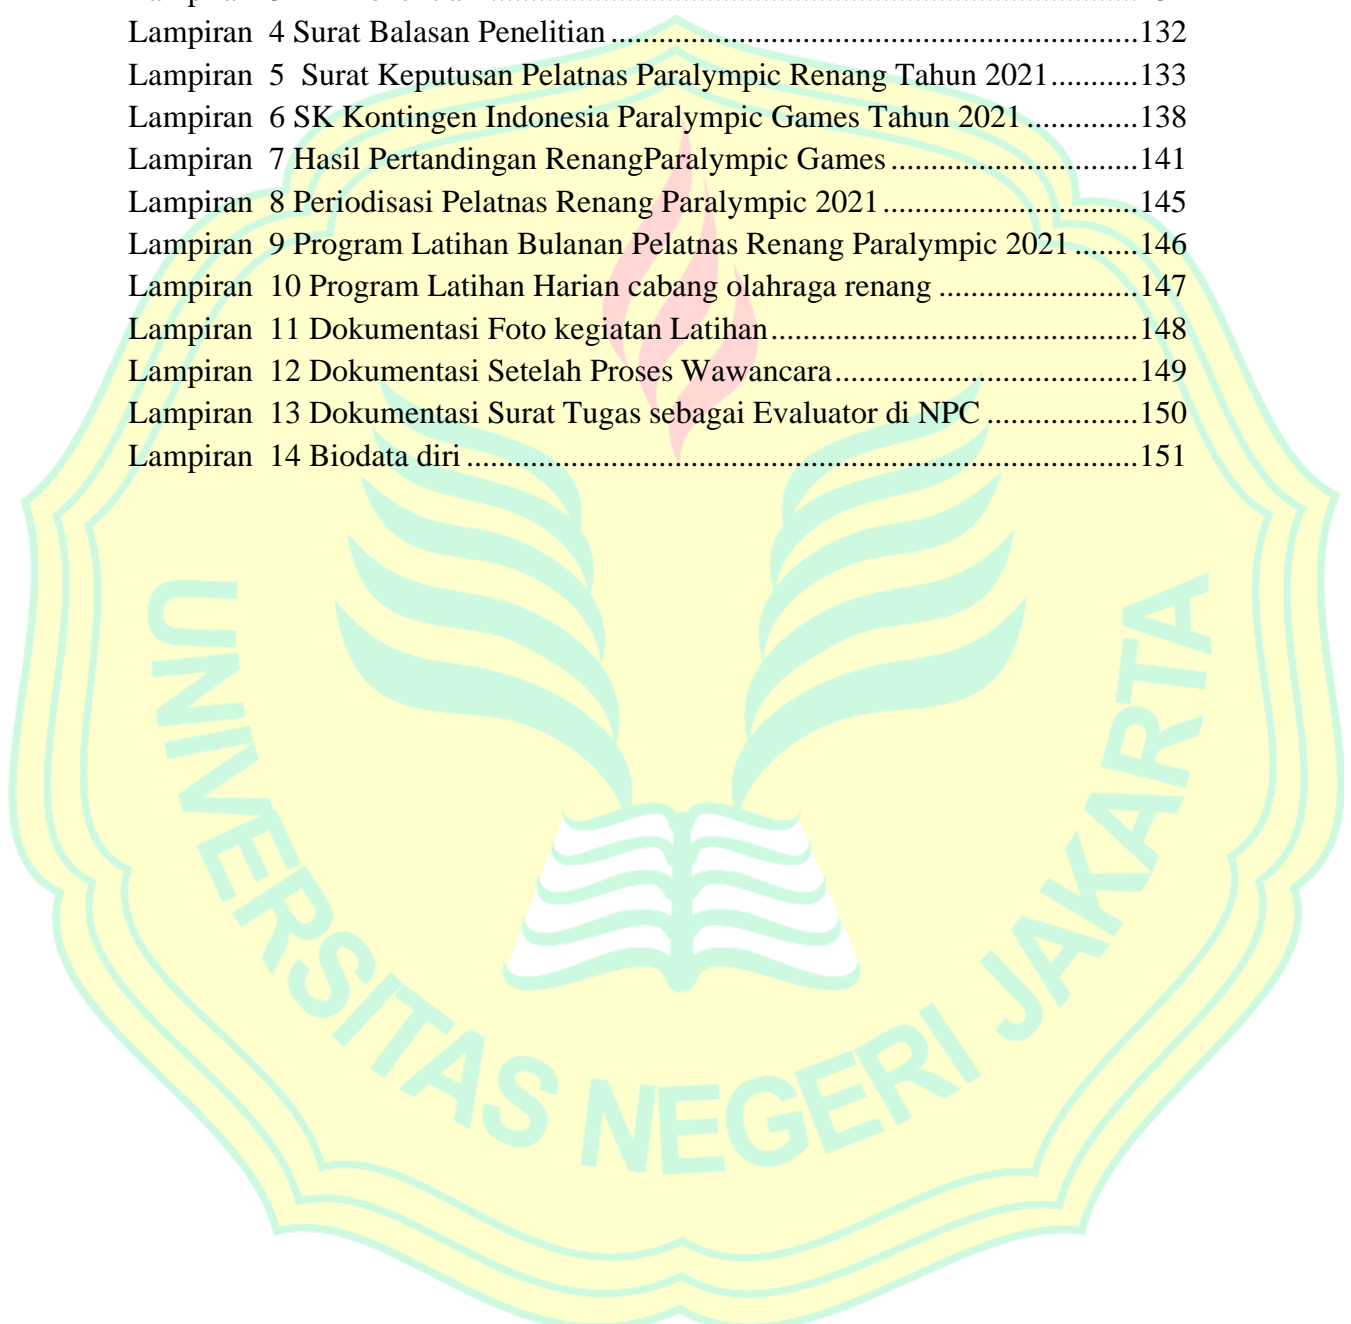 Lampiran 4 Surat Balasan Penelitian..................................................................132
Lampiran 5 Surat Keputusan Pelatnas Paralympic Renang Tahun 2021...........133
Lampiran 6 SK Kontingen Indonesia Paralympic Games Tahun 2021..............138
Lampiran 7 Hasil Pertandingan RenangParalympic Games...............................141
Lampiran 8 Periodisasi Pelatnas Renang Paralympic 2021................................145
Lampiran 9 Program Latihan Bulanan Pelatnas Renang Paralympic 2021........146
Lampiran 10 Program Latihan Harian cabang olahraga renang.........................147
Lampiran 11 Dokumentasi Foto kegiatan Latihan..............................................148
Lampiran 12 Dokumentasi Setelah Proses Wawancara......................................149
Lampiran 13 Dokumentasi Surat Tugas sebagai Evaluator di NPC...................150
Lampiran 14 Biodata diri....................................................................................151
UNIVERSITAS NEGERI JAKARTA